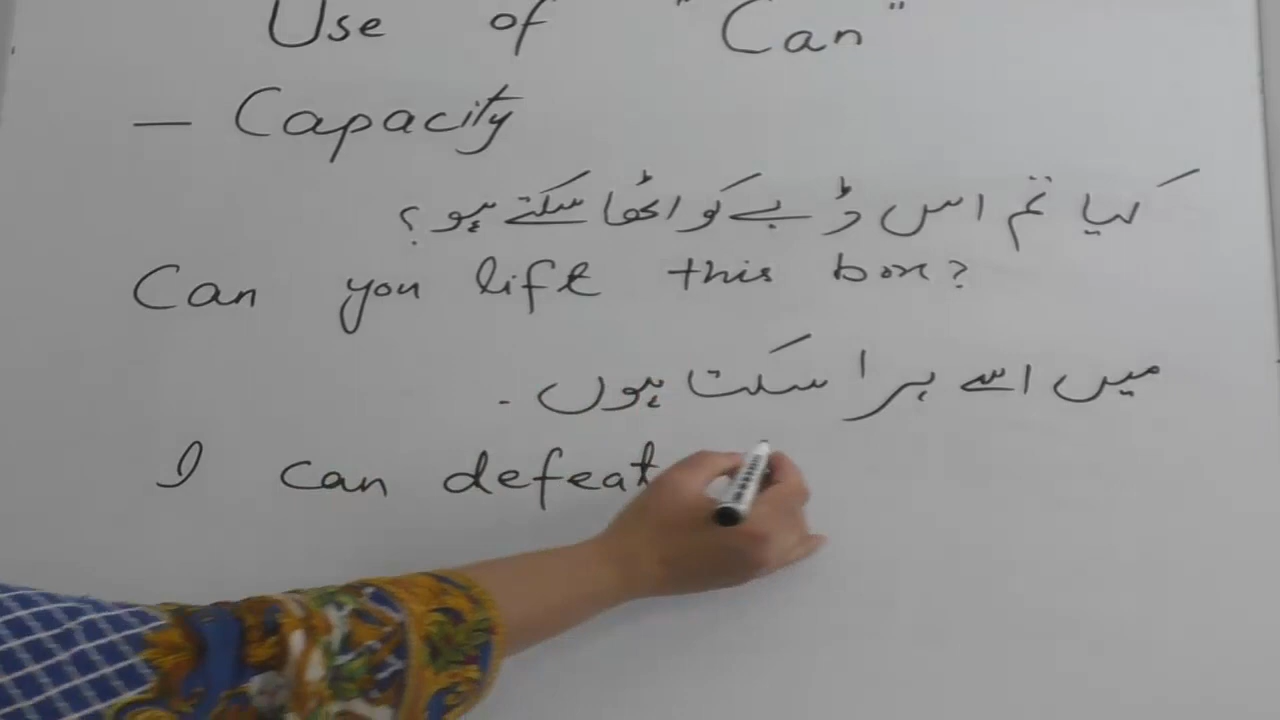 Use of "Can"
— Capacity
کیا تم اس ڈبے کو اٹھا سکتے ہو؟
Can you lift this box?
میں اسے ہرا سکتا ہوں۔
I can defeat